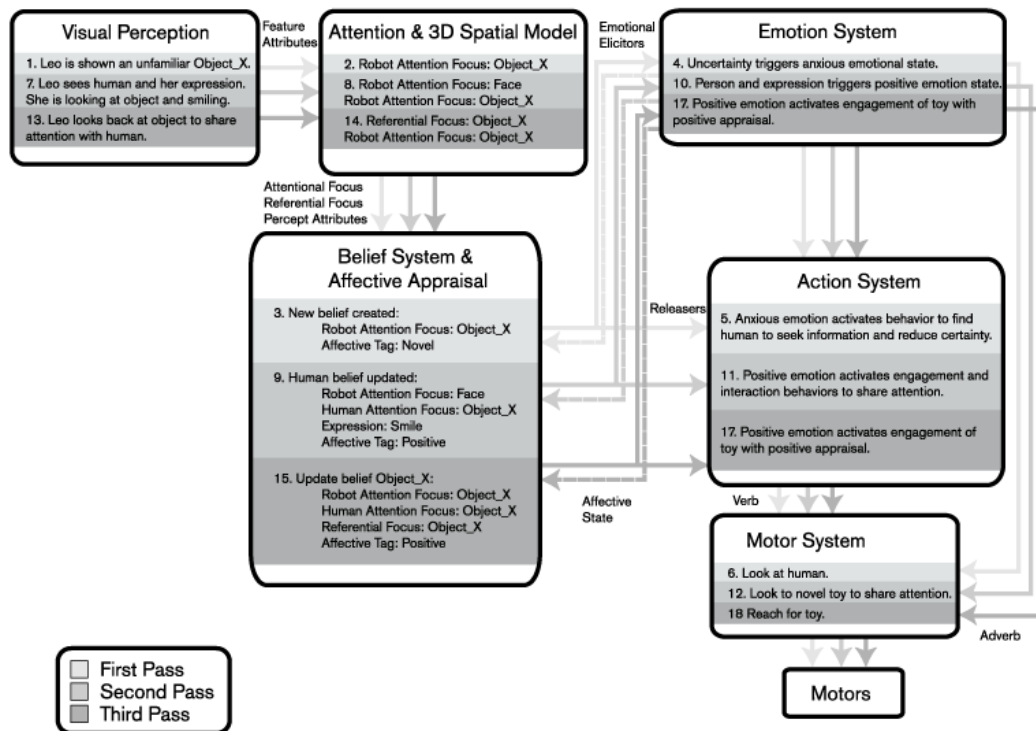 Visual Perception
1. Leo is shown an unfamiliar Object_X.
7. Leo sees human and her expression.
She is looking at object and smiling.
13. Leo looks back at object to share
attention with human.
Feature
Attributes
Attention & 3D Spatial Model
2. Robot Attention Focus: Object_X
8. Robot Attention Focus: Face
Robot Attention Focus: Object_X
14. Referential Focus: Object_X
Robot Attention Focus: Object_X
Emotional
Elicitors
Emotion System
4. Uncertainty triggers anxious emotional state.
10. Person and expression triggers positive emotion state.
17. Positive emotion activates engagement of toy with
positive appraisal.
Attentional Focus
Referential Focus
Percept Attributes
Belief System &
Affective Appraisal
3. New belief created:
Robot Attention Focus: Object_X
Affective Tag: Novel
9. Human belief updated:
Robot Attention Focus: Face
Human Attention Focus: Object_X
Expression: Smile
Affective Tag: Positive
15. Update belief Object_X:
Robot Attention Focus: Object_X
Human Attention Focus: Object_X
Referential Focus: Object_X
Affective Tag: Positive
Releasers
Affective
State
Action System
5. Anxious emotion activates behavior to find
human to seek information and reduce certainty.
11. Positive emotion activates engagement and
interaction behaviors to share attention.
17. Positive emotion activates engagement of
toy with positive appraisal.
Verb
Motor System
6. Look at human.
12. Look to novel toy to share attention.
18 Reach for toy.
Adverb
Motors
First Pass
Second Pass
Third Pass